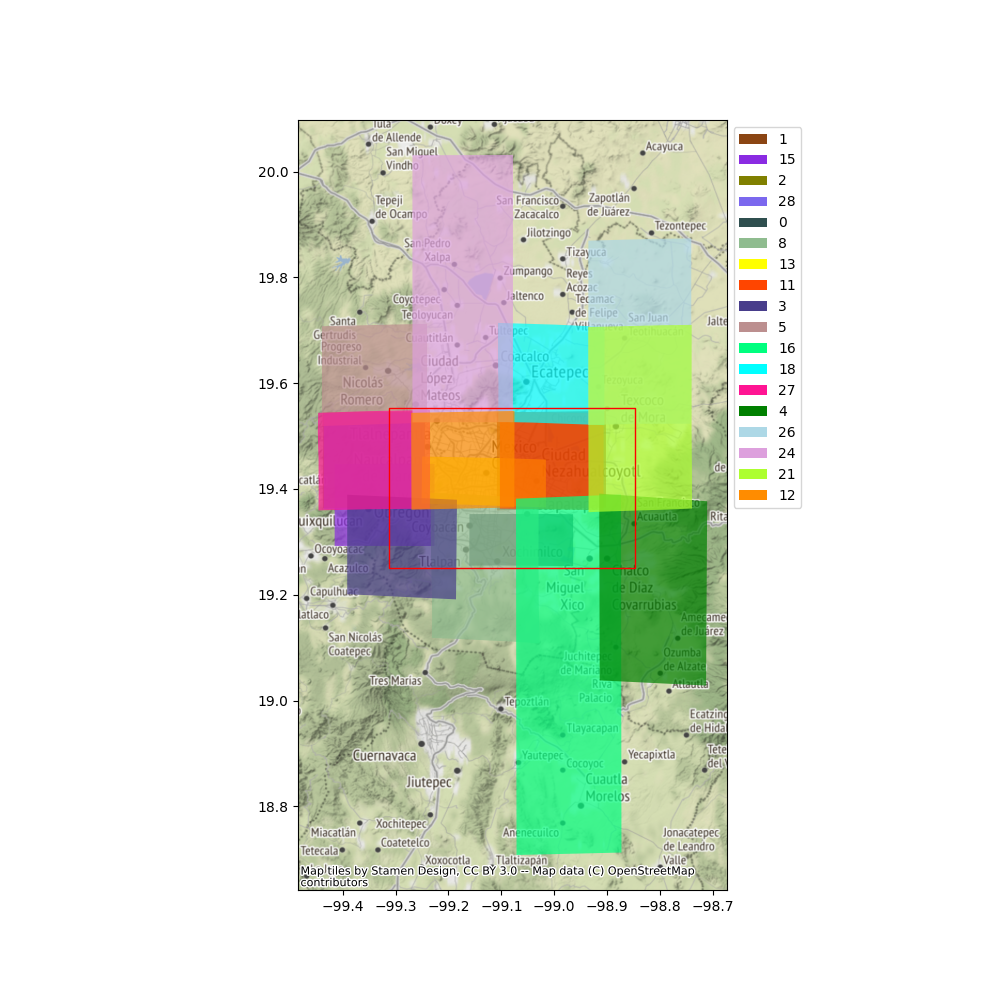 Tula
de Allende
Acayuca
San Miguel
Vindho
20.0
Tepeji
de Ocampo
San Francisco
Zacacalco
Zapotlán
de Juárez
Tezontepec
Jilotzingo
San Pedro
Xalpa
Tizayuca
19.8
Zumpango
Reyes
Acozac
Coyotepec
Teoloyucan
Jaltenco
Tecámac
de Felipe
Villanueva
Santa
Gertrudis
Progreso
Industrial
San Juan
Teotihuacan
Jalte
Cuautitlán
Tultepec
Coacalco
Ecatepec
Ciudad
López
Mateos
Nicolás
Romero
19.6
Texcoco
de Mora
México
Ciudad
Nezahualcoyotl
19.4
Acuautla
Rita
Coyoacán
Ocoyoacac
Acazulco
Tlalpan
Xochimilco
Capulhuac
19.2
San
Miguel
Xico
Chalco
de Díaz
Covarrubias
San Nicolás
Coatepec
Amecame
de Juárez
Juchitepec
de Mariano
Riva
Palacio
Ozumba
de Alzate
Atlautla
Tres Marías
19.0
Tepoztlán
Tlayacapan
Ecatzing
de Hida
Cuernavaca
Yautepec
Cocoyoc
Yecapixtla
Jiutepec
Cuautla
Morelos
18.8
Xochitepec
Miacatlán
Coatetelco
Anenecuilco
Jonacatepec
de Leandro
Valle
Tetecala
Xoxocotla
Tlaltizapán
Map tiles by Stamen Design, CC BY 3.0 -- Map data (C) OpenStreetMap
contributors
−99.4 −99.3 −99.2 −99.1 −99.0 −98.9 −98.8 −98.7
1
15
2
28
0
8
13
11
3
5
16
18
27
4
26
24
21
12